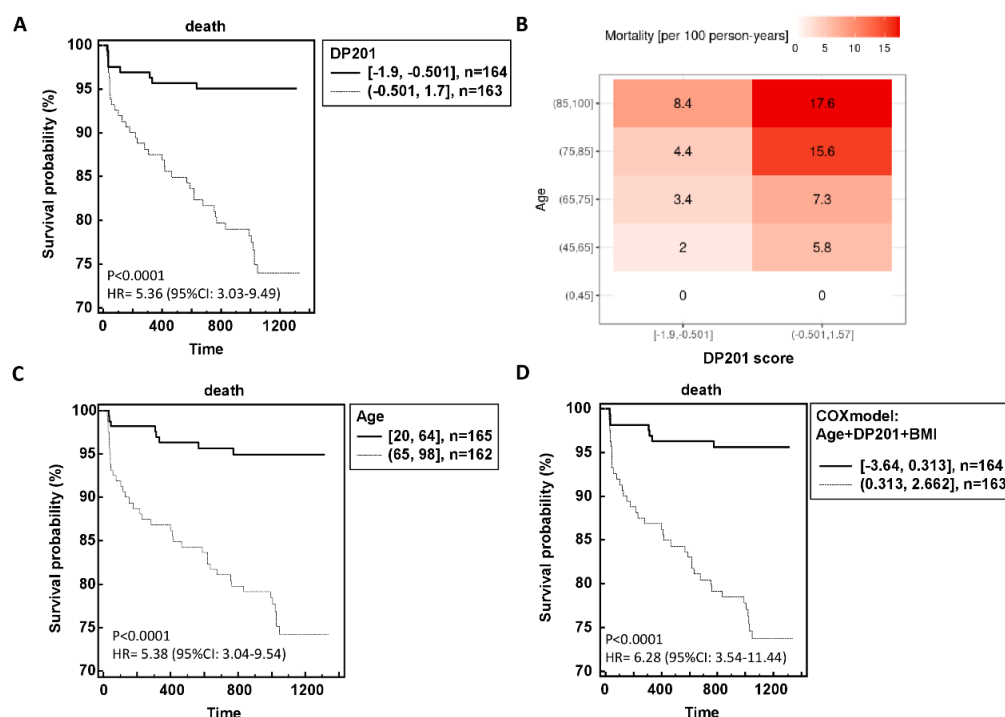 A
death
Survival probability (%)
100
95
90
85
80
75
70
0
400
800
1200
Time
P<0.0001
HR= 5.36 (95%CI: 3.03-9.49)
DP201
[-1.9, -0.501], n=164
(-0.501, 1.7], n=163
B
Mortality [per 100 person-years]
0 5 10 15
Age
(85,100]
(75,85]
(65,75]
(45,65]
(0,45]
8.4 17.6
4.4 15.6
3.4 7.3
2 5.8
0 0
[-1.9,-0.501]
(-0.501,1.57]
DP201 score
C
death
Survival probability (%)
100
95
90
85
80
75
70
0
400
800
1200
Time
P<0.0001
HR= 5.38 (95%CI: 3.04-9.54)
Age
[20, 64], n=165
(65, 98], n=162
D
death
Survival probability (%)
100
95
90
85
80
75
70
0
400
800
1200
Time
P<0.0001
HR= 6.28 (95%CI: 3.54-11.44)
COXmodel:
Age+DP201+BMI
[-3.64, 0.313], n=164
(0.313, 2.662], n=163